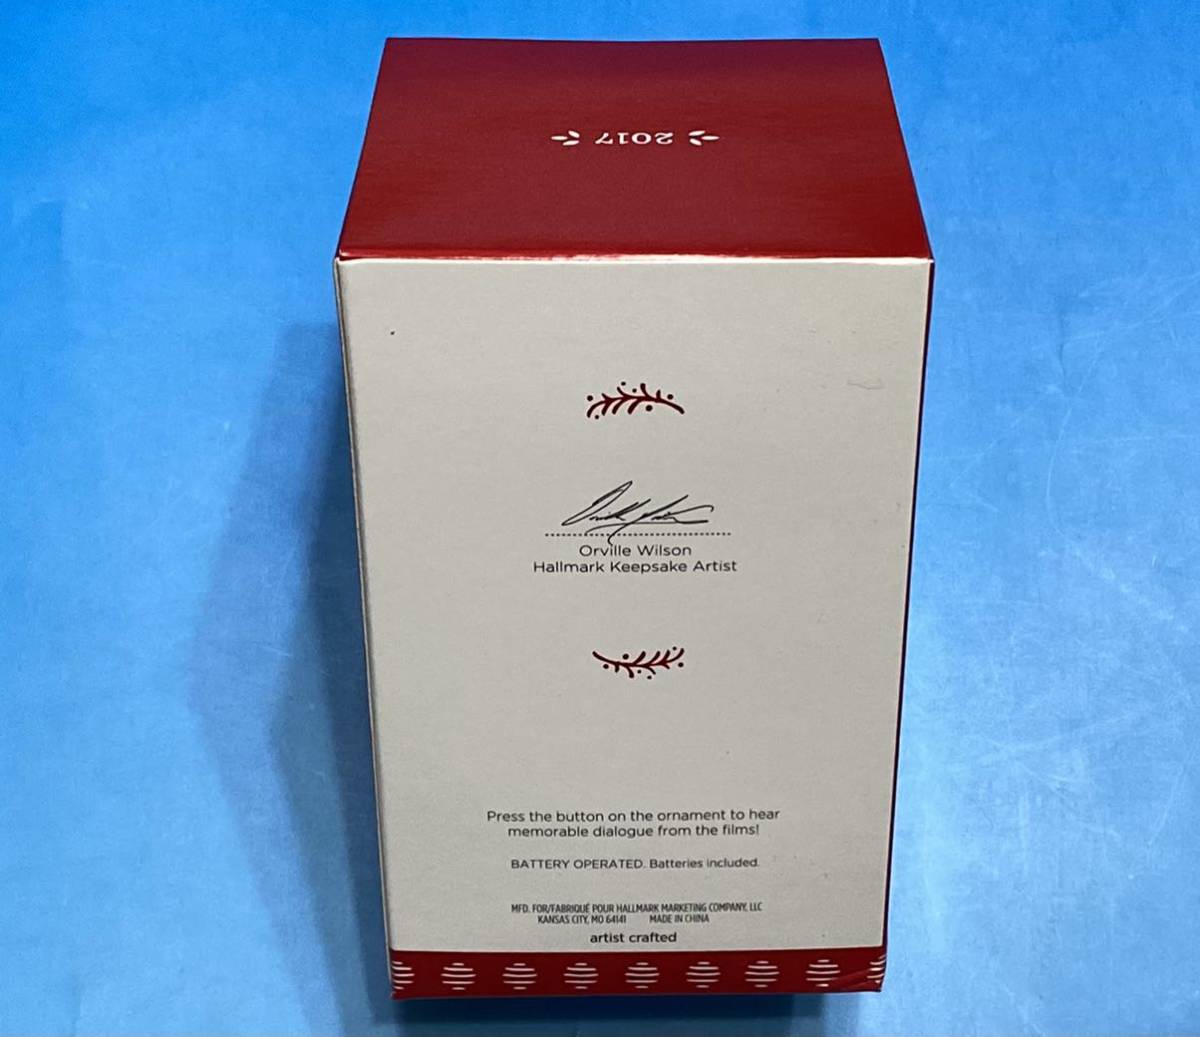 2017
Orville Wilson
Hallmark Keepsake Artist
Press the button on the ornament to hear
memorable dialogue from the films!
BATTERY OPERATED. Batteries included.
MFD. FOR/FABRIQUÉ POUR HALLMARK MARKETING COMPANY, LLC
KANSAS CITY, MO 64141 MADE IN CHINA
artist crafted